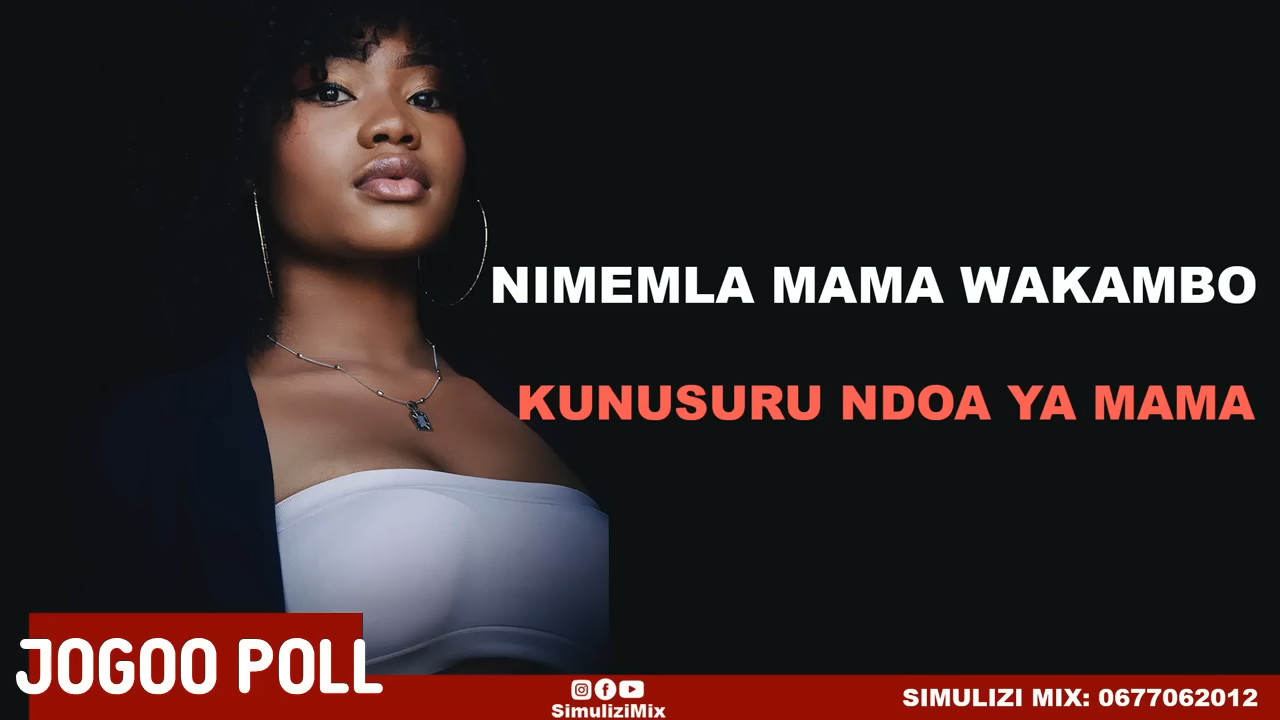 NIMEMLA MAMA WAKAMBO
KUNUSURU NDOA YA MAMA
JOGOO POLL
SimuliziMix
SIMULIZI MIX: 0677062012